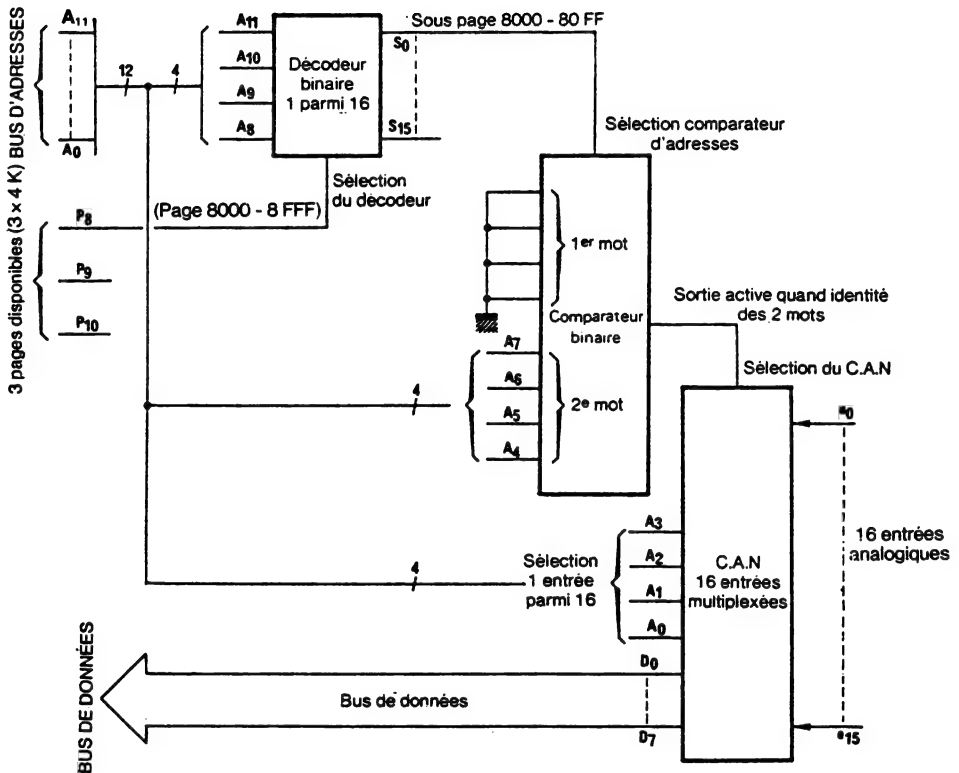 BUS D'ADRESSES
3 pages disponibles (3 x 4 K)
A11
A0
12
4
A11
A10
A9
A8
Décodeur
binaire
1 parmi 16
S0
S15
Sous page 8000 - 80 FF
Sélection comparateur
d'adresses
Sélection
du décodeur
P8
(Page 8000 - 8 FFF)
P9
P10
1er mot
Comparateur
binaire
Sortie active quand identité
des 2 mots
A7
A6
A5
A4
2e mot
4
Sélection du C.A.N
e0
16 entrées
analogiques
e15
4
Sélection
1 entrée
parmi 16
A3
A2
A1
A0
C.A.N
16 entrées
multiplexées
D0
D7
Bus de données
BUS DE DONNÉES